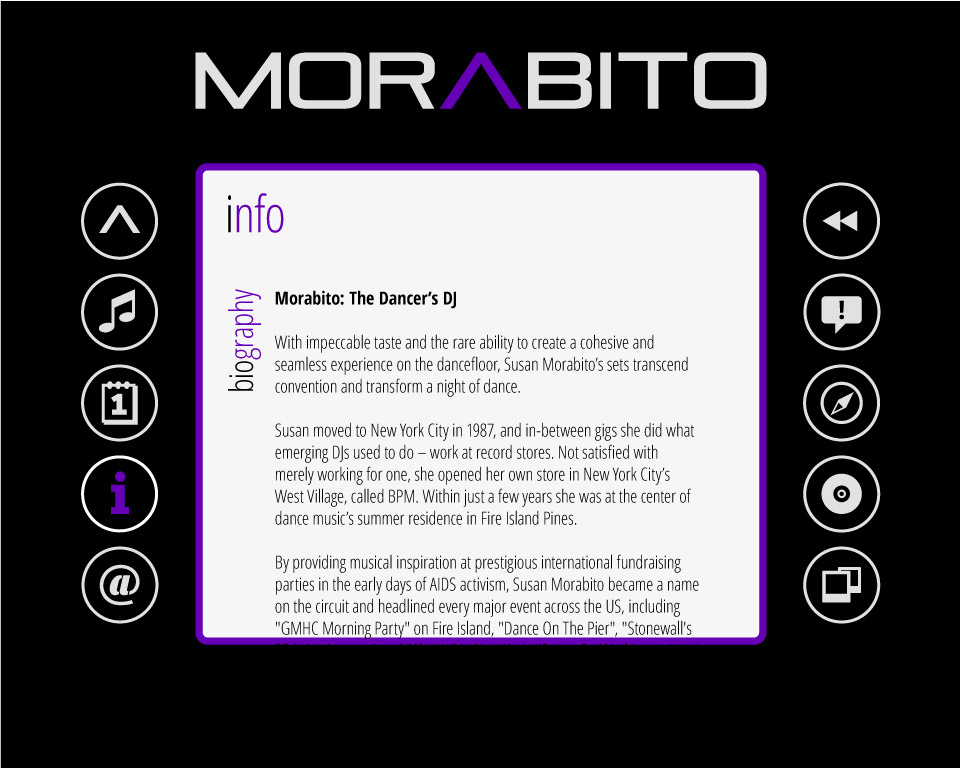 MORΛBITO
info
biography
Morabito: The Dancer’s DJ
With impeccable taste and the rare ability to create a cohesive and
seamless experience on the dancefloor, Susan Morabito’s sets transcend
convention and transform a night of dance.
Susan moved to New York City in 1987, and in-between gigs she did what
emerging DJs used to do – work at record stores. Not satisfied with
merely working for one, she opened her own store in New York City’s
West Village, called BPM. Within just a few years she was at the center of
dance music’s summer residence in Fire Island Pines.
By providing musical inspiration at prestigious international fundraising
parties in the early days of AIDS activism, Susan Morabito became a name
on the circuit and headlined every major event across the US, including
"GMHC Morning Party" on Fire Island, "Dance On The Pier", "Stonewall's
1
i
@
!